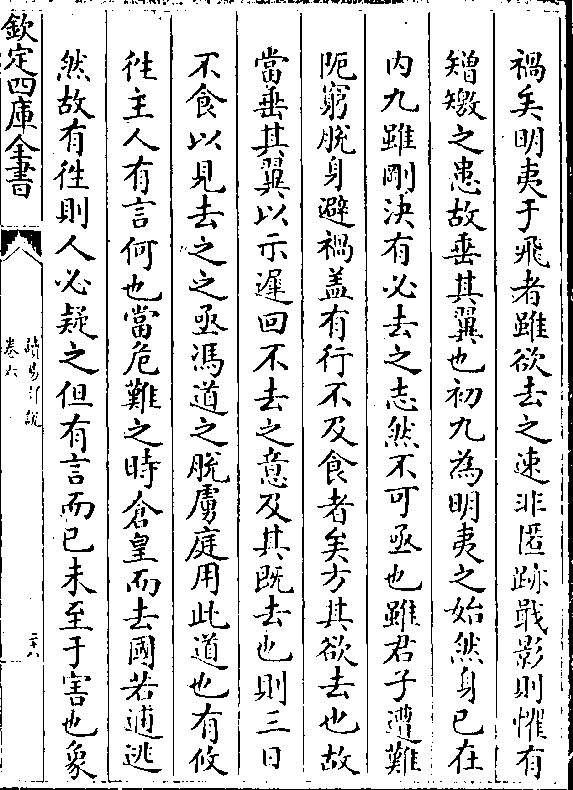 禍矣明夷于飛者雖欲去之速非匿跡戢影則懼有
矰繳之患故垂其翼也初九為明夷之始然身已在
内九雖剛決有必去之志然不可亟也雖君子遭難
阨窮脫身避禍盖有行不及食者矣方其欲去也故
當垂其翼以示遲回不去之意及其既去也則三日
不食以見去之之亟馮道之脫虜庭用此道也有攸
徃主人有言何也當危難之時倉皇而去國若逋逃
然故有徃則人必疑之但有言而已未至于害也象
欽定四庫全書
讀易詳說
卷六
二十八